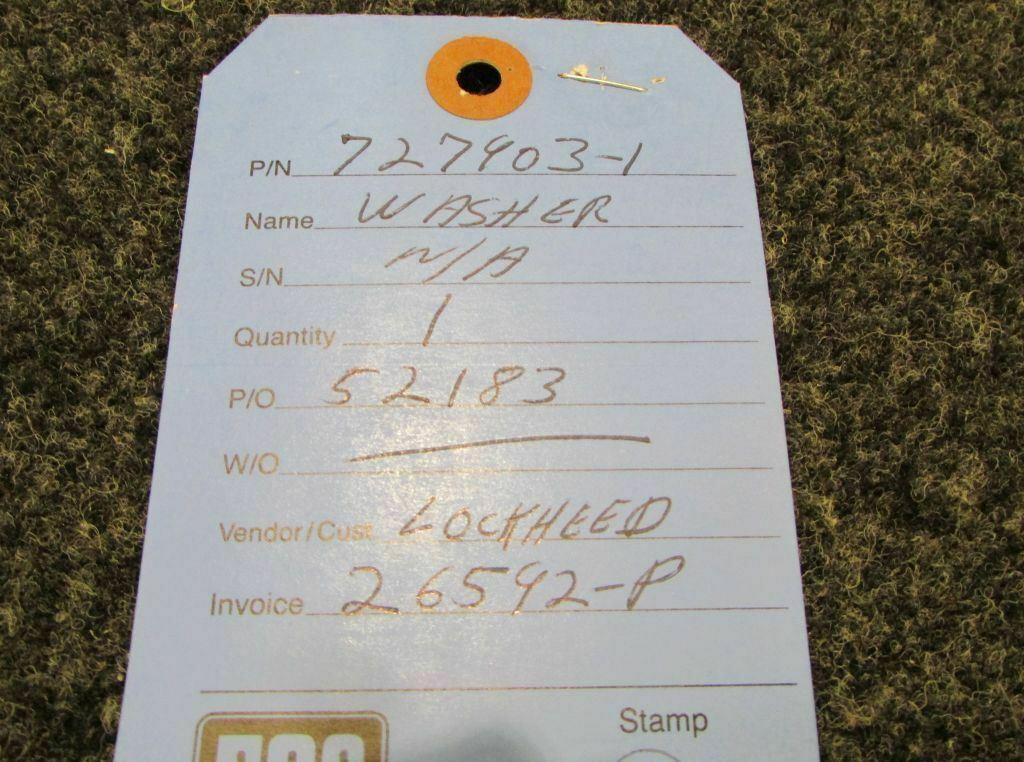 P/N 727903-1
Name WASHER
S/N N/A
Quantity 1
P/O 52183
W/O
Vendor/Cust LOCKHEED
Invoice 26592-P
Stamp